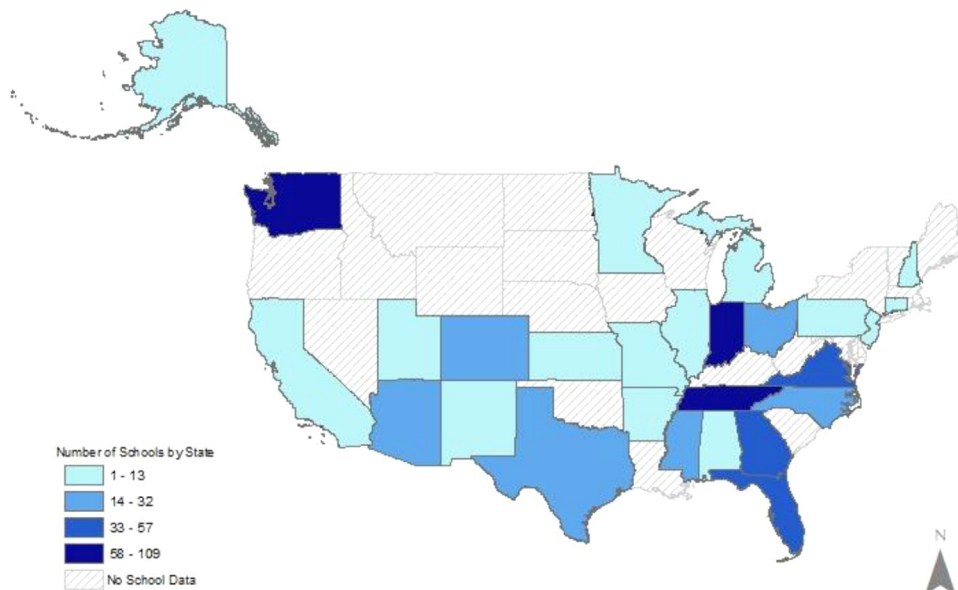 Number of Schools by State
1 - 13
14 - 32
33 - 57
58 - 109
No School Data
N